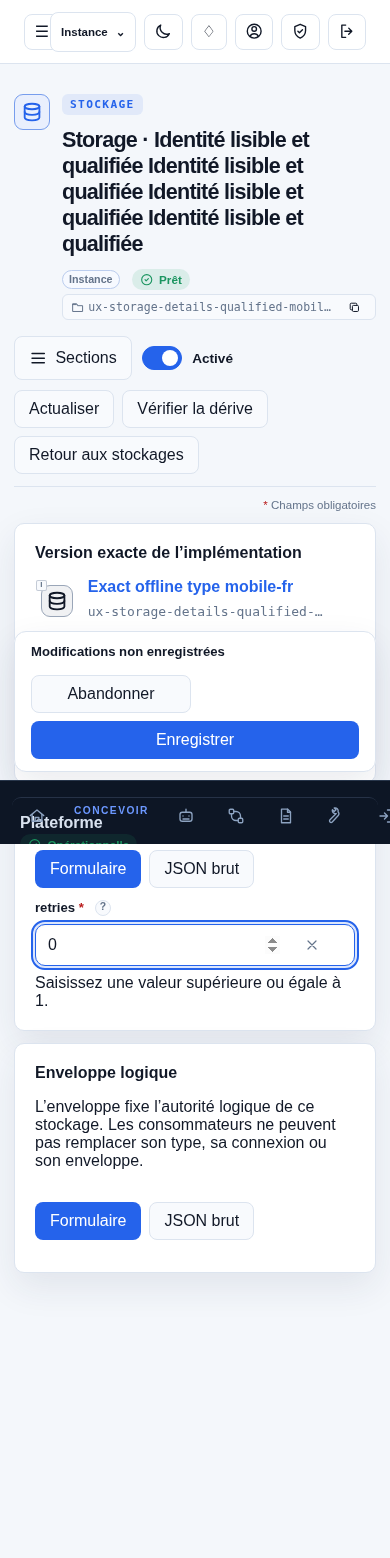 Instance
STOCKAGE
Storage · Identité lisible et
qualifiée Identité lisible et
qualifiée Identité lisible et
qualifiée Identité lisible et
qualifiée
Instance
Prêt
ux-storage-details-qualified-mobil…
Sections
Activé
Actualiser
Vérifier la dérive
Retour aux stockages
* Champs obligatoires
Version exacte de l’implémentation
!
Exact offline type mobile-fr
ux-storage-details-qualified-…
Modifications non enregistrées
Abandonner
Enregistrer
CONCEVOIR
Plateforme
Formulaire
JSON brut
retries *
?
0
Saisissez une valeur supérieure ou égale à
1.
Enveloppe logique
L’enveloppe fixe l’autorité logique de ce
stockage. Les consommateurs ne peuvent
pas remplacer son type, sa connexion ou
son enveloppe.
Formulaire
JSON brut